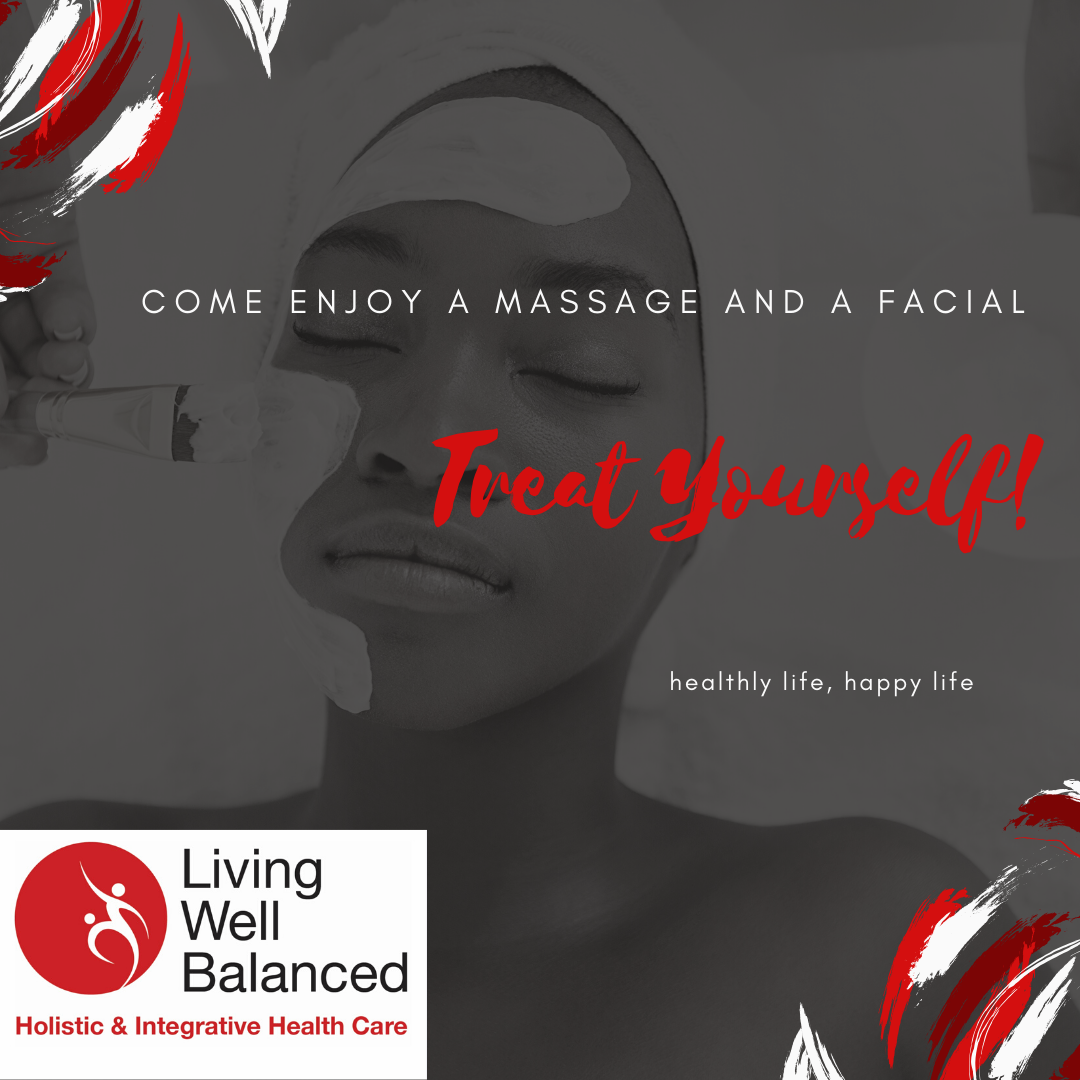 COME ENJOY A MASSAGE AND A FACIAL
Treat Yourself!
healthly life, happy life
Living
Well
Balanced
Holistic & Integrative Health Care